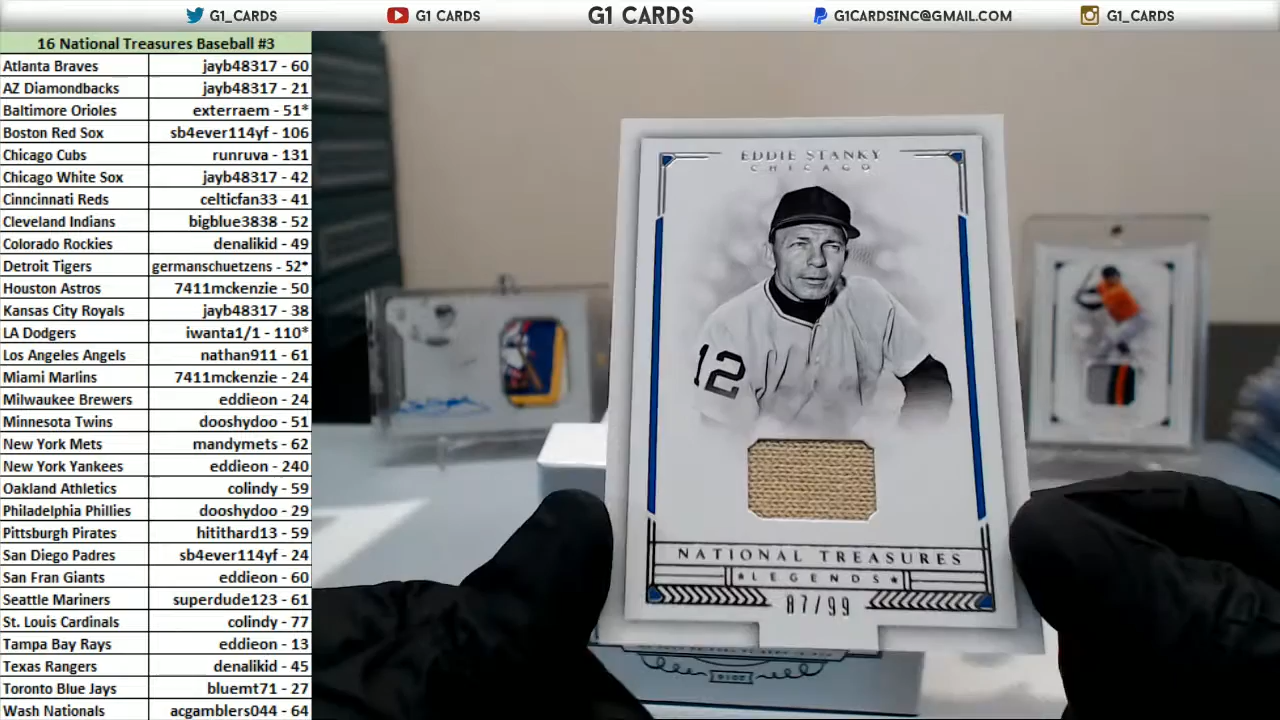 G1_CARDS G1 CARDS G1 CARDS G1CARDSINC@GMAIL.COM G1_CARDS
16 National Treasures Baseball #3
Atlanta Braves jayb48317 - 60
AZ Diamondbacks jayb48317 - 21
Baltimore Orioles exterraem - 51*
Boston Red Sox sb4ever114yf - 106
Chicago Cubs runruva - 131
Chicago White Sox jayb48317 - 42
Cinncinnati Reds celticfan33 - 41
Cleveland Indians bigblue3838 - 52
Colorado Rockies denalikid - 49
Detroit Tigers germanschuetzens - 52*
Houston Astros 7411mckenzie - 50
Kansas City Royals jayb48317 - 38
LA Dodgers iwanta1/1 - 110*
Los Angeles Angels nathan911 - 61
Miami Marlins 7411mckenzie - 24
Milwaukee Brewers eddieon - 24
Minnesota Twins dooshydoo - 51
New York Mets mandymets - 62
New York Yankees eddieon - 240
Oakland Athletics colindy - 59
Philadelphia Phillies dooshydoo - 29
Pittsburgh Pirates hitithard13 - 59
San Diego Padres sb4ever114yf - 24
San Fran Giants eddieon - 60
Seattle Mariners superdude123 - 61
St. Louis Cardinals colindy - 77
Tampa Bay Rays eddieon - 13
Texas Rangers denalikid - 45
Toronto Blue Jays bluemt71 - 27
Wash Nationals acgamblers044 - 64
EDDIE STANKY
CHICAGO
12
NATIONAL TREASURES
LEGENDS
87/99